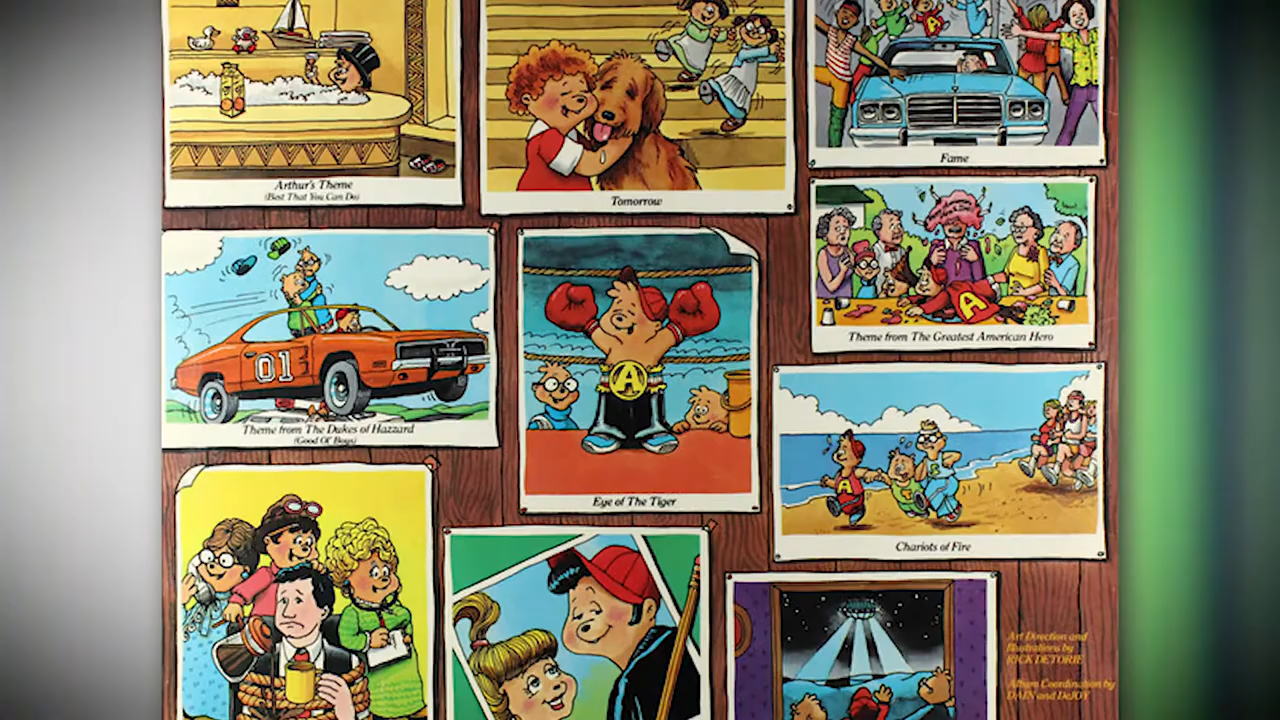 Arthur's Theme
(Best That You Can Do)
Tomorrow
A
Fame
A
Theme from The Greatest American Hero
01
Theme from The Dukes of Hazzard
(Good Ol' Boys)
A
Eye of The Tiger
A
Chariots of Fire
Art Direction and
Illustrations by
RICK DETORIE
Album Coordination by
DAIN and DeJOY